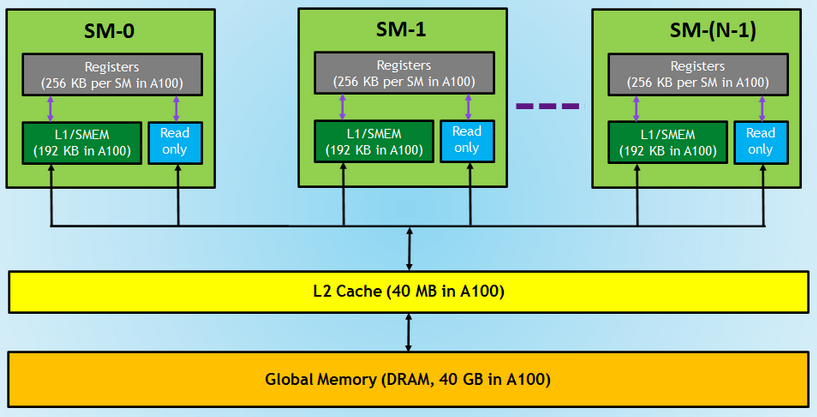 SM-0
Registers
(256 KB per SM in A100)
L1/SMEM
(192 KB in A100)
Read
only
SM-1
Registers
(256 KB per SM in A100)
L1/SMEM
(192 KB in A100)
Read
only
SM-(N-1)
Registers
(256 KB per SM in A100)
L1/SMEM
(192 KB in A100)
Read
only
L2 Cache (40 MB in A100)
Global Memory (DRAM, 40 GB in A100)